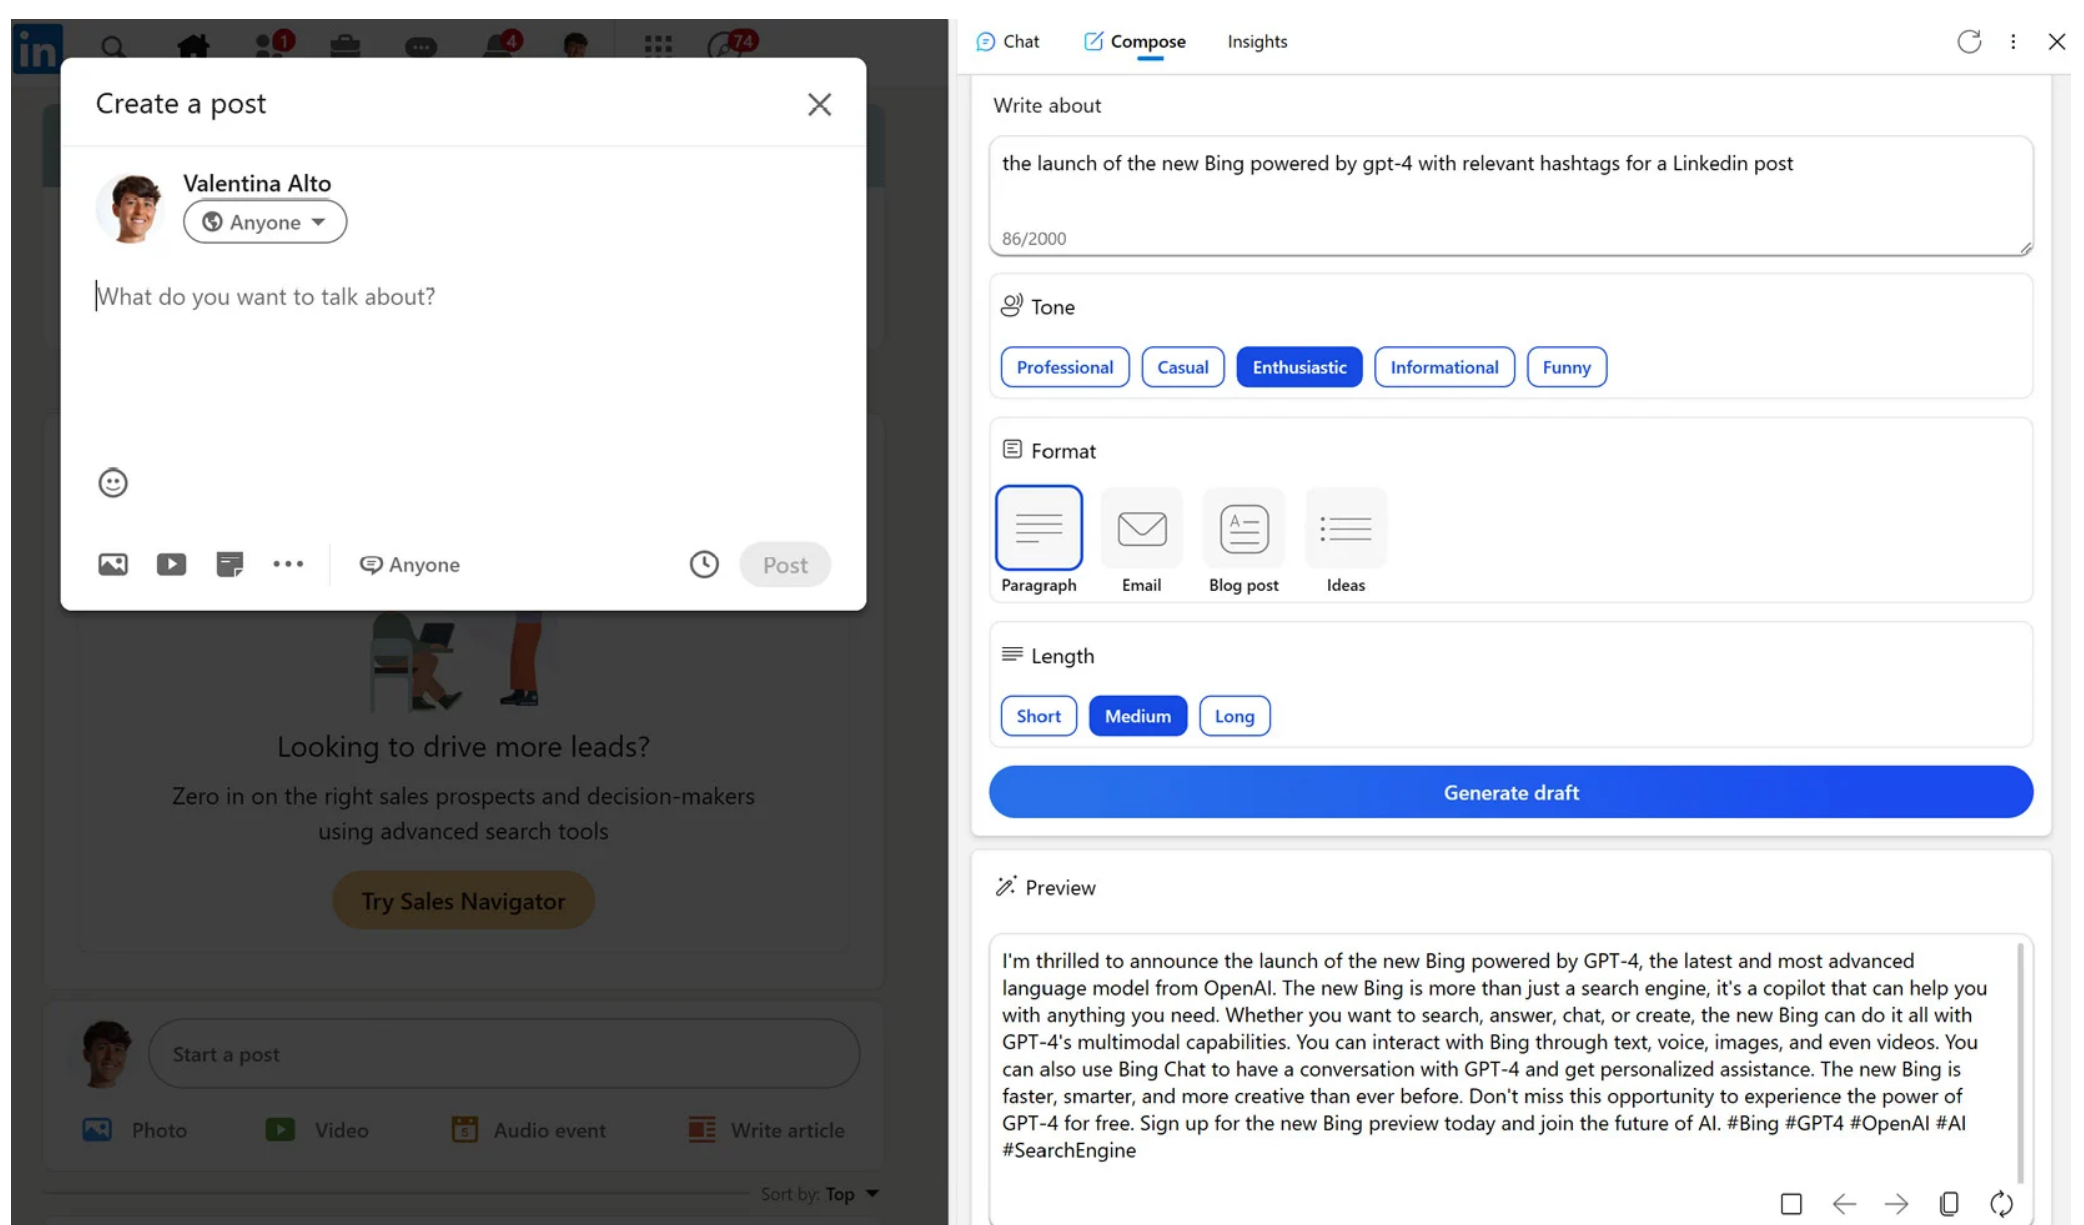 in
1
4
74
Create a post
Valentina Alto
Anyone
What do you want to talk about?
Anyone
Post
Looking to drive more leads?
Zero in on the right sales prospects and decision-makers
using advanced search tools
Try Sales Navigator
Start a post
Photo
Video
5
Audio event
Write article
Sort by: Top
Chat
Compose
Insights
Write about
the launch of the new Bing powered by gpt-4 with relevant hashtags for a Linkedin post
86/2000
Tone
Professional
Casual
Enthusiastic
Informational
Funny
Format
A
Paragraph
Email
Blog post
Ideas
Length
Short
Medium
Long
Generate draft
Preview
I'm thrilled to announce the launch of the new Bing powered by GPT-4, the latest and most advanced
language model from OpenAI. The new Bing is more than just a search engine, it's a copilot that can help you
with anything you need. Whether you want to search, answer, chat, or create, the new Bing can do it all with
GPT-4's multimodal capabilities. You can interact with Bing through text, voice, images, and even videos. You
can also use Bing Chat to have a conversation with GPT-4 and get personalized assistance. The new Bing is
faster, smarter, and more creative than ever before. Don't miss this opportunity to experience the power of
GPT-4 for free. Sign up for the new Bing preview today and join the future of AI. #Bing #GPT4 #OpenAI #AI
#SearchEngine